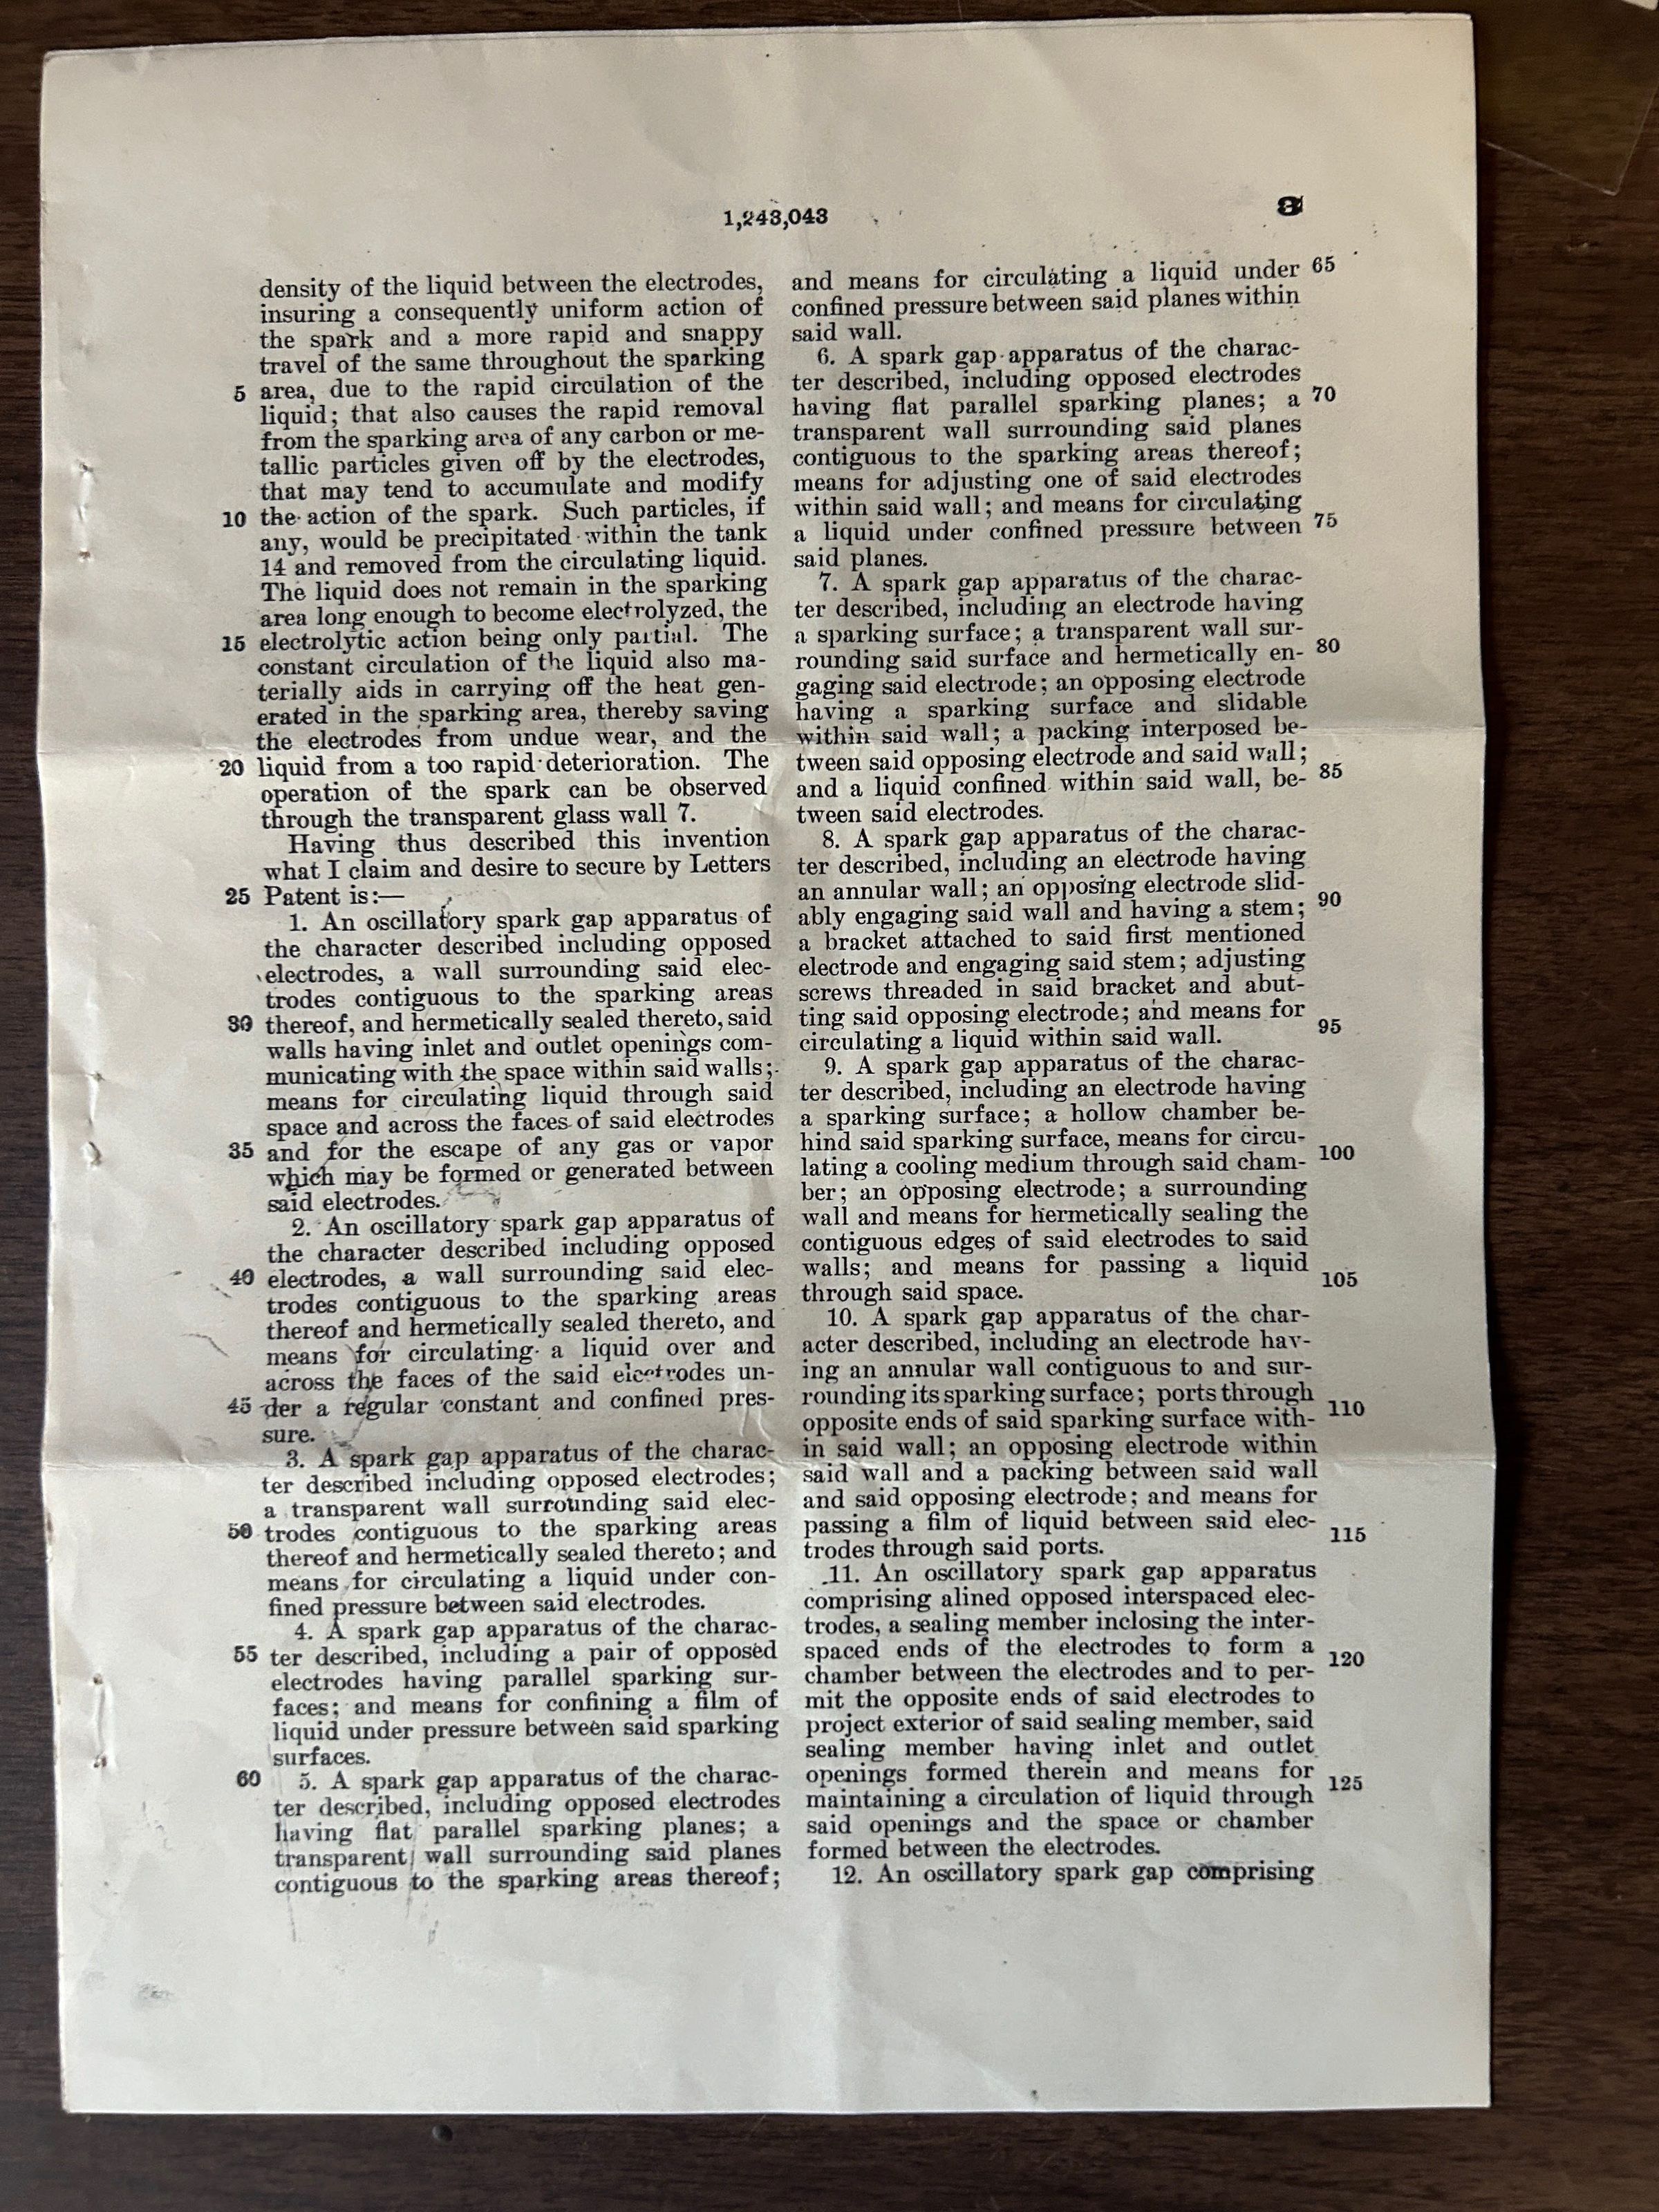 1,243,043
3
density of the liquid between the electrodes,
insuring a consequently uniform action of
the spark and a more rapid and snappy
travel of the same throughout the sparking
5 area, due to the rapid circulation of the
liquid; that also causes the rapid removal
from the sparking area of any carbon or me-
tallic particles given off by the electrodes,
that may tend to accumulate and modify
10 the action of the spark. Such particles, if
any, would be precipitated within the tank
14 and removed from the circulating liquid.
The liquid does not remain in the sparking
area long enough to become electrolyzed, the
15 electrolytic action being only partial. The
constant circulation of the liquid also ma-
terially aids in carrying off the heat gen-
erated in the sparking area, thereby saving
the electrodes from undue wear, and the
20 liquid from a too rapid deterioration. The
operation of the spark can be observed
through the transparent glass wall 7.
Having thus described this invention
what I claim and desire to secure by Letters
25 Patent is:—
1. An oscillatory spark gap apparatus of
the character described including opposed
electrodes, a wall surrounding said elec-
trodes contiguous to the sparking areas
30 thereof, and hermetically sealed thereto, said
walls having inlet and outlet openings com-
municating with the space within said walls;
means for circulating liquid through said
space and across the faces of said electrodes
35 and for the escape of any gas or vapor
which may be formed or generated between
said electrodes.
2. An oscillatory spark gap apparatus of
the character described including opposed
40 electrodes, a wall surrounding said elec-
trodes contiguous to the sparking areas
thereof and hermetically sealed thereto, and
means for circulating a liquid over and
across the faces of the said electrodes un-
45 der a regular constant and confined pres-
sure.
3. A spark gap apparatus of the charac-
ter described including opposed electrodes;
a transparent wall surrounding said elec-
50 trodes contiguous to the sparking areas
thereof and hermetically sealed thereto; and
means for circulating a liquid under con-
fined pressure between said electrodes.
4. A spark gap apparatus of the charac-
55 ter described, including a pair of opposed
electrodes having parallel sparking sur-
faces; and means for confining a film of
liquid under pressure between said sparking
surfaces.
60 5. A spark gap apparatus of the charac-
ter described, including opposed electrodes
having flat parallel sparking planes; a
transparent wall surrounding said planes
contiguous to the sparking areas thereof;
and means for circulating a liquid under 65
confined pressure between said planes within
said wall.
6. A spark gap apparatus of the charac-
ter described, including opposed electrodes
having flat parallel sparking planes; a 70
transparent wall surrounding said planes
contiguous to the sparking areas thereof;
means for adjusting one of said electrodes
within said wall; and means for circulating
a liquid under confined pressure between 75
said planes.
7. A spark gap apparatus of the charac-
ter described, including an electrode having
a sparking surface; a transparent wall sur-
rounding said surface and hermetically en- 80
gaging said electrode; an opposing electrode
having a sparking surface and slidable
within said wall; a packing interposed be-
tween said opposing electrode and said wall;
and a liquid confined within said wall, be- 85
tween said electrodes.
8. A spark gap apparatus of the charac-
ter described, including an electrode having
an annular wall; an opposing electrode slid-
ably engaging said wall and having a stem; 90
a bracket attached to said first mentioned
electrode and engaging said stem; adjusting
screws threaded in said bracket and abut-
ting said opposing electrode; and means for
circulating a liquid within said wall. 95
9. A spark gap apparatus of the charac-
ter described, including an electrode having
a sparking surface; a hollow chamber be-
hind said sparking surface, means for circu-
lating a cooling medium through said cham- 100
ber; an opposing electrode; a surrounding
wall and means for hermetically sealing the
contiguous edges of said electrodes to said
walls; and means for passing a liquid
through said space. 105
10. A spark gap apparatus of the char-
acter described, including an electrode hav-
ing an annular wall contiguous to and sur-
rounding its sparking surface; ports through
opposite ends of said sparking surface with- 110
in said wall; an opposing electrode within
said wall and a packing between said wall
and said opposing electrode; and means for
passing a film of liquid between said elec-
trodes through said ports. 115
11. An oscillatory spark gap apparatus
comprising alined opposed interspaced elec-
trodes, a sealing member inclosing the inter-
spaced ends of the electrodes to form a
chamber between the electrodes and to per- 120
mit the opposite ends of said electrodes to
project exterior of said sealing member, said
sealing member having inlet and outlet
openings formed therein and means for
maintaining a circulation of liquid through 125
said openings and the space or chamber
formed between the electrodes.
12. An oscillatory spark gap comprising